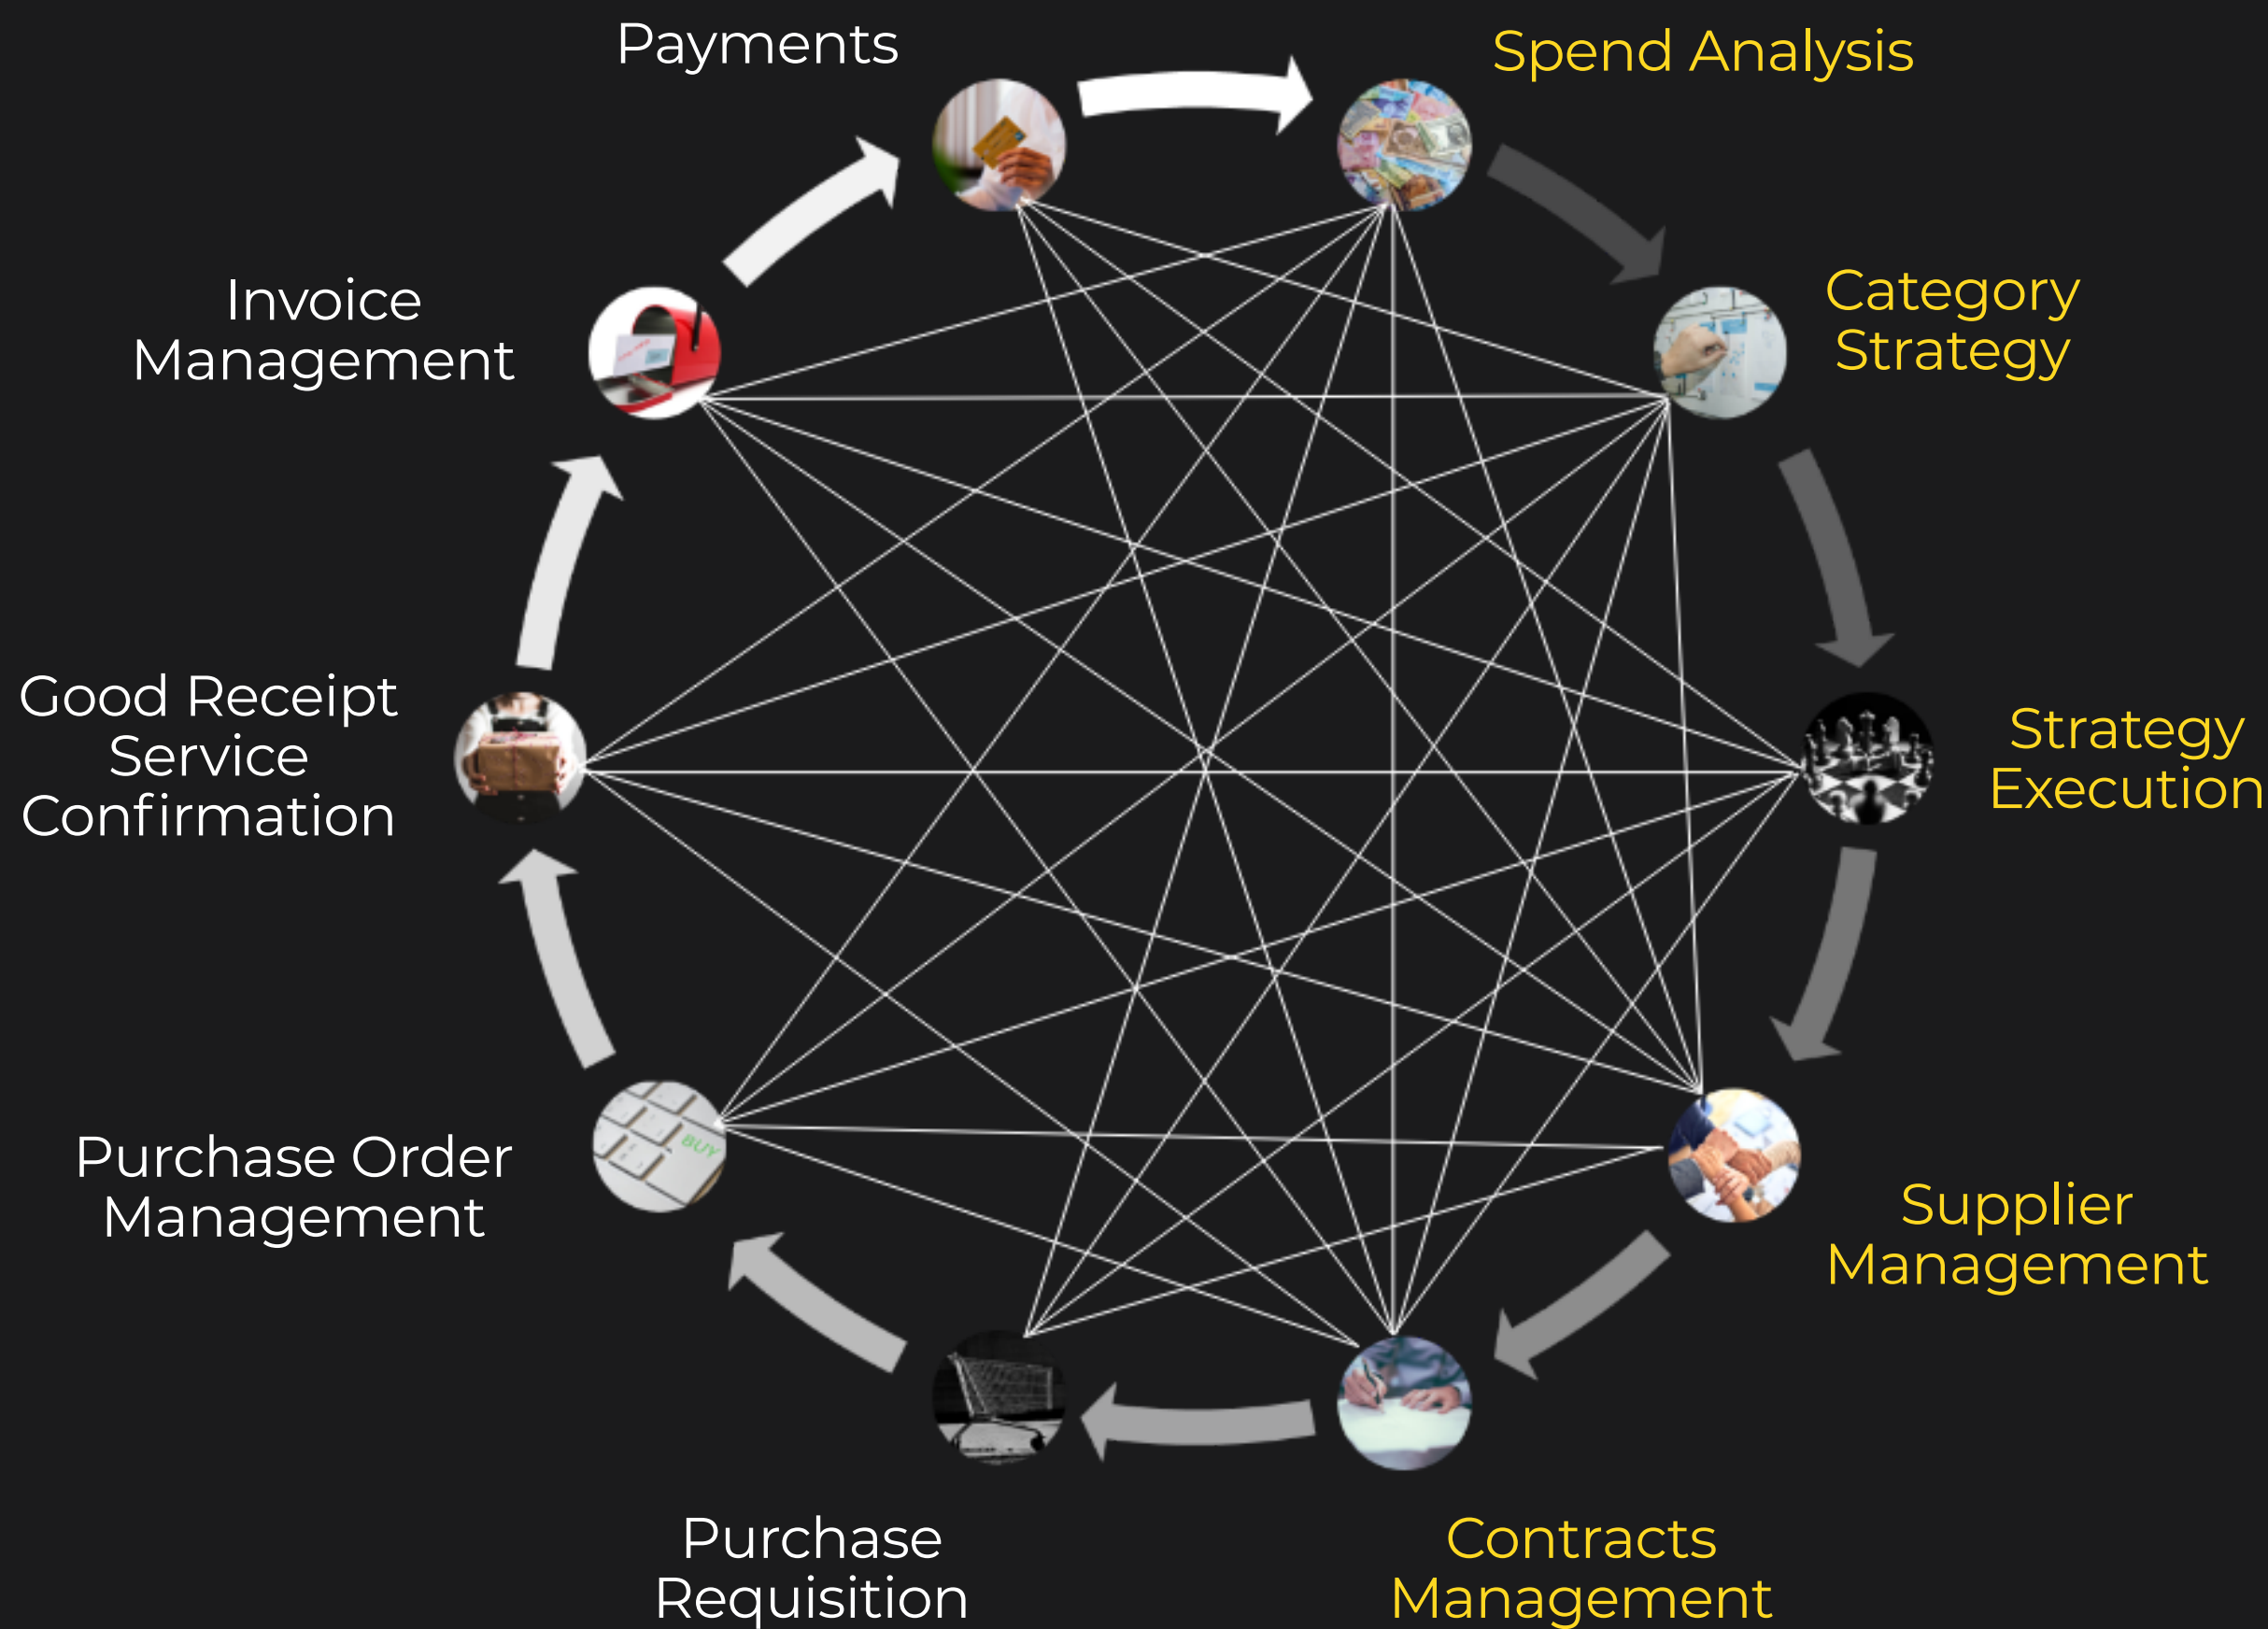 Payments
Spend Analysis
Category
Strategy
Strategy
Execution
Supplier
Management
Contracts
Management
Purchase
Requisition
Purchase Order
Management
BUY
Good Receipt
Service
Confirmation
Invoice
Management